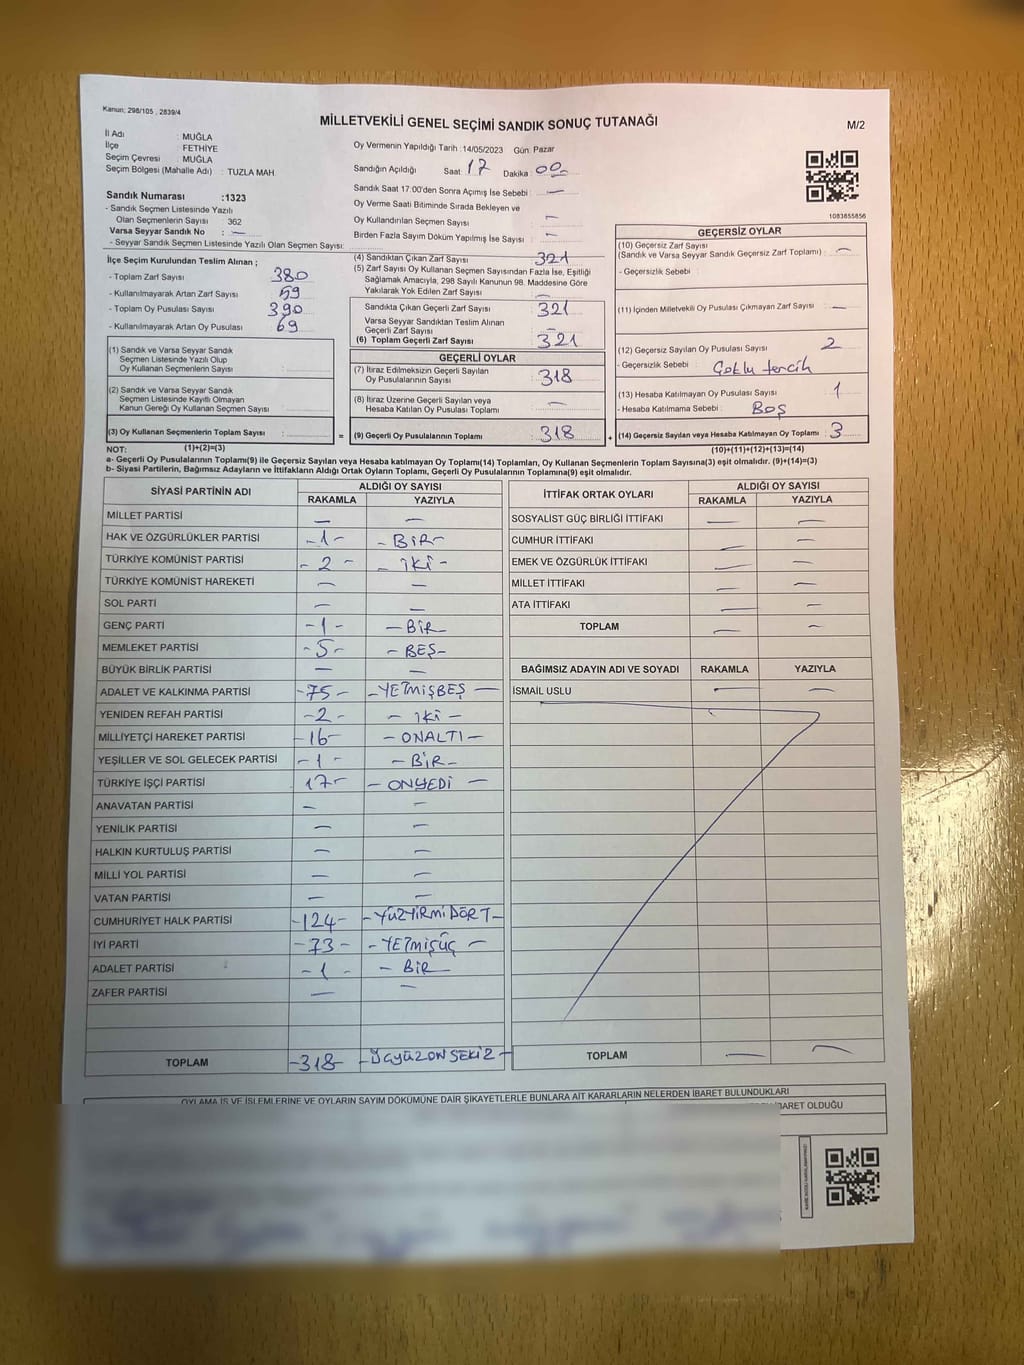 Kanun: 298/105 , 2839/4
MİLLETVEKİLİ GENEL SEÇİMİ SANDIK SONUÇ TUTANAĞI
M/2
İl Adı : MUĞLA
İlçe : FETHİYE
Seçim Çevresi : MUĞLA
Seçim Bölgesi (Mahalle Adı) : TUZLA MAH.
Sandık Numarası :1323
- Sandık Seçmen Listesinde Yazılı
Olan Seçmenlerin Sayısı 362
Varsa Seyyar Sandık No : —
- Seyyar Sandık Seçmen Listesinde Yazılı Olan Seçmen Sayısı:
Oy Vermenin Yapıldığı Tarih :14/05/2023 Gün: Pazar
Sandığın Açıldığı Saat 17 Dakika 00
Sandık Saat 17:00'den Sonra Açımış İse Sebebi : —
Oy Verme Saati Bitiminde Sırada Bekleyen ve
Oy Kullandırılan Seçmen Sayısı : —
Birden Fazla Sayım Döküm Yapılmış İse Sayısı : —
1083655856
İlçe Seçim Kurulundan Teslim Alınan ;
- Toplam Zarf Sayısı : 380
- Kullanılmayarak Artan Zarf Sayısı : 59
- Toplam Oy Pusulası Sayısı : 390
- Kullanılmayarak Artan Oy Pusulası : 69
(1) Sandık ve Varsa Seyyar Sandık
Seçmen Listesinde Yazılı Olup
Oy Kullanan Seçmenlerin Sayısı :
(2) Sandık ve Varsa Seyyar Sandık
Seçmen Listesinde Kayıtlı Olmayan
Kanun Gereği Oy Kullanan Seçmen Sayısı :
(3) Oy Kullanan Seçmenlerin Toplam Sayısı :
(1)+(2)=(3)
(4) Sandıktan Çıkan Zarf Sayısı : 321
(5) Zarf Sayısı Oy Kullanan Seçmen Sayısından Fazla İse, Eşitliği
Sağlamak Amacıyla, 298 Sayılı Kanunun 98. Maddesine Göre
Yakılarak Yok Edilen Zarf Sayısı : —
Sandıkta Çıkan Geçerli Zarf Sayısı : 321
Varsa Seyyar Sandıktan Teslim Alınan
Geçerli Zarf Sayısı : —
(6) Toplam Geçerli Zarf Sayısı : 321
GEÇERLİ OYLAR
(7) İtiraz Edilmeksizin Geçerli Sayılan
Oy Pusulalarının Sayısı : 318
(8) İtiraz Üzerine Geçerli Sayılan veya
Hesaba Katılan Oy Pusulası Toplamı : —
= (9) Geçerli Oy Pusulalarının Toplamı : 318 +
GEÇERSİZ OYLAR
(10) Geçersiz Zarf Sayısı
(Sandık ve Varsa Seyyar Sandık Geçersiz Zarf Toplamı) : —
- Geçersizlik Sebebi :
(11) İçinden Milletvekili Oy Pusulası Çıkmayan Zarf Sayısı : —
(12) Geçersiz Sayılan Oy Pusulası Sayısı : 2
- Geçersizlik Sebebi : Çoklu tercih
(13) Hesaba Katılmayan Oy Pusulası Sayısı : 1
- Hesaba Katılmama Sebebi : Boş
(14) Geçersiz Sayılan veya Hesaba Katılmayan Oy Toplamı : 3
(10)+(11)+(12)+(13)=(14)
NOT:
a- Geçerli Oy Pusulalarının Toplamı(9) ile Geçersiz Sayılan veya Hesaba katılmayan Oy Toplamı(14) Toplamları, Oy Kullanan Seçmenlerin Toplam Sayısına(3) eşit olmalıdır. (9)+(14)=(3)
b- Siyasi Partilerin, Bağımsız Adayların ve İttifakların Aldığı Ortak Oyların Toplamı, Geçerli Oy Pusulalarının Toplamına(9) eşit olmalıdır.
SİYASİ PARTİNİN ADI
ALDIĞI OY SAYISI
RAKAMLA YAZIYLA
MİLLET PARTİSİ — —
HAK VE ÖZGÜRLÜKLER PARTİSİ -1- -BİR-
TÜRKİYE KOMÜNİST PARTİSİ -2- -İKİ-
TÜRKİYE KOMÜNİST HAREKETİ — —
SOL PARTİ — —
GENÇ PARTİ -1- -BİR
MEMLEKET PARTİSİ -5- -BEŞ-
BÜYÜK BİRLİK PARTİSİ — —
ADALET VE KALKINMA PARTİSİ -75- -YETMİŞBEŞ-
YENİDEN REFAH PARTİSİ -2- -İKİ-
MİLLİYETÇİ HAREKET PARTİSİ -16- -ONALTI-
YEŞİLLER VE SOL GELECEK PARTİSİ -1- -BİR-
TÜRKİYE İŞÇİ PARTİSİ 17- -ONYEDİ-
ANAVATAN PARTİSİ — —
YENİLİK PARTİSİ — —
HALKIN KURTULUŞ PARTİSİ — —
MİLLİ YOL PARTİSİ — —
VATAN PARTİSİ — —
CUMHURİYET HALK PARTİSİ -124- -YÜZYİRMİDÖRT-
İYİ PARTİ -73- -YETMİŞÜÇ-
ADALET PARTİSİ -1- -BİR-
ZAFER PARTİSİ — —
TOPLAM -318- -ÜÇYÜZONSEKİZ-
İTTİFAK ORTAK OYLARI
ALDIĞI OY SAYISI
RAKAMLA YAZIYLA
SOSYALİST GÜÇ BİRLİĞİ İTTİFAKI — —
CUMHUR İTTİFAKI — —
EMEK VE ÖZGÜRLÜK İTTİFAKI — —
MİLLET İTTİFAKI — —
ATA İTTİFAKI — —
TOPLAM — —
BAĞIMSIZ ADAYIN ADI VE SOYADI RAKAMLA YAZIYLA
İSMAİL USLU — —
TOPLAM — —
OYLAMA İŞ VE İŞLEMLERİNE VE OYLARIN SAYIM DÖKÜMÜNE DAİR ŞİKAYETLERLE BUNLARA AİT KARARLARIN NELERDEN İBARET BULUNDUKLARI
İBARET OLDUĞU